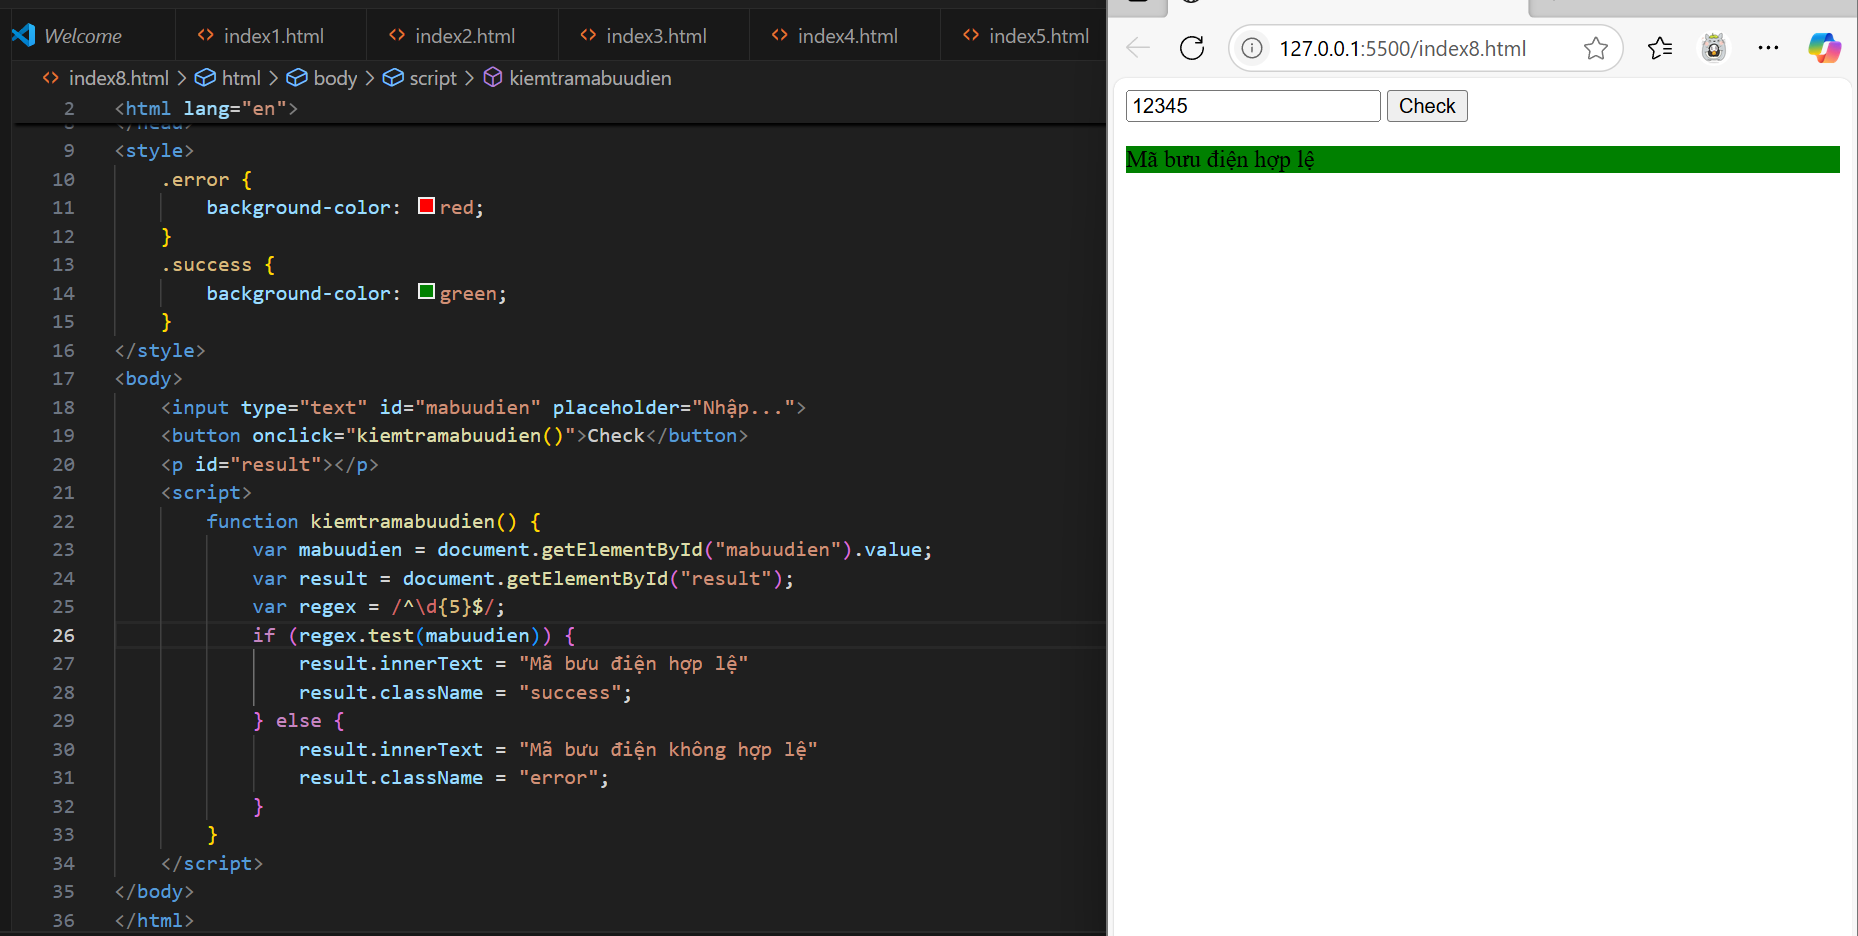 Welcome index1.html index2.html index3.html index4.html index5.html
index8.html > html > body > script > kiemtramabuudien
2 <html lang="en">
8 </head>
9 <style>
10 .error {
11 background-color: red;
12 }
13 .success {
14 background-color: green;
15 }
16 </style>
17 <body>
18 <input type="text" id="mabuudien" placeholder="Nhập...">
19 <button onclick="kiemtramabuudien()">Check</button>
20 <p id="result"></p>
21 <script>
22 function kiemtramabuudien() {
23 var mabuudien = document.getElementById("mabuudien").value;
24 var result = document.getElementById("result");
25 var regex = /^\d{5}$/;
26 if (regex.test(mabuudien)) {
27 result.innerText = "Mã bưu điện hợp lệ"
28 result.className = "success";
29 } else {
30 result.innerText = "Mã bưu điện không hợp lệ"
31 result.className = "error";
32 }
33 }
34 </script>
35 </body>
36 </html>
127.0.0.1:5500/index8.html
12345 Check
Mã bưu điện hợp lệ